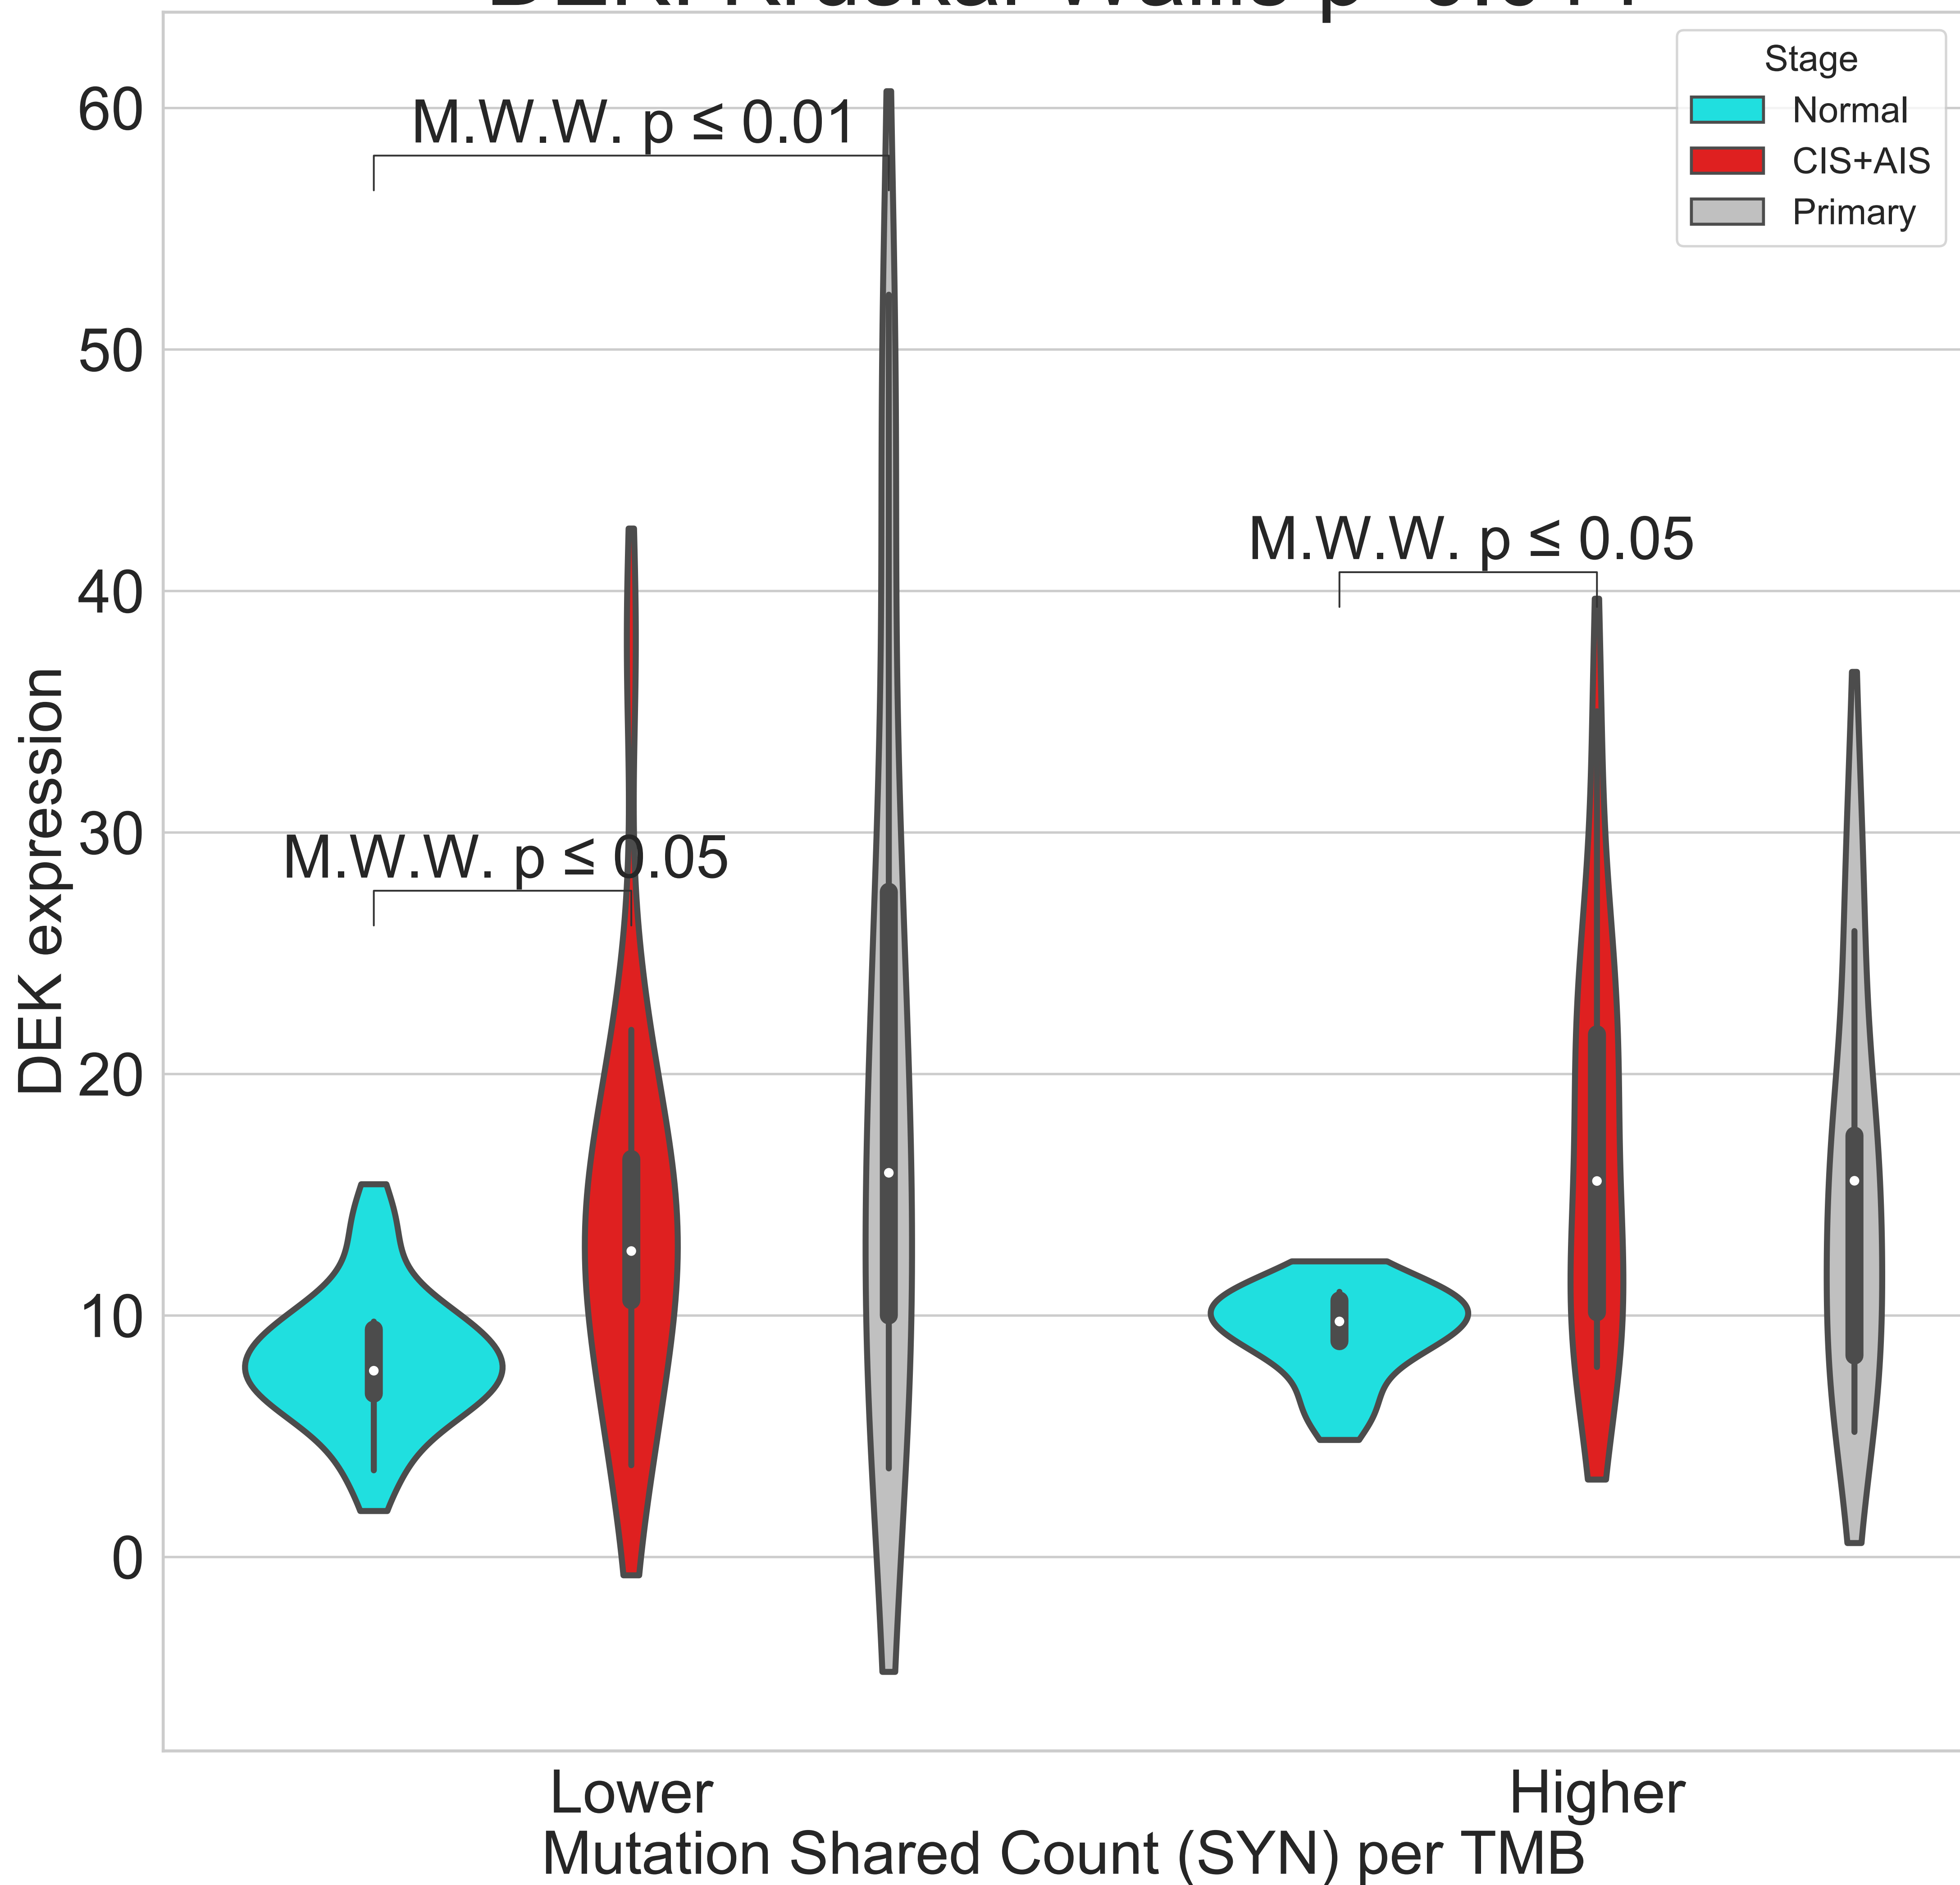 Stage
Normal
CIS+AIS
Primary
M.W.W. p ≤ 0.01
M.W.W. p ≤ 0.05
M.W.W. p ≤ 0.05
60
50
40
30
20
10
0
DEK expression
Lower
Higher
Mutation Shared Count (SYN) per TMB